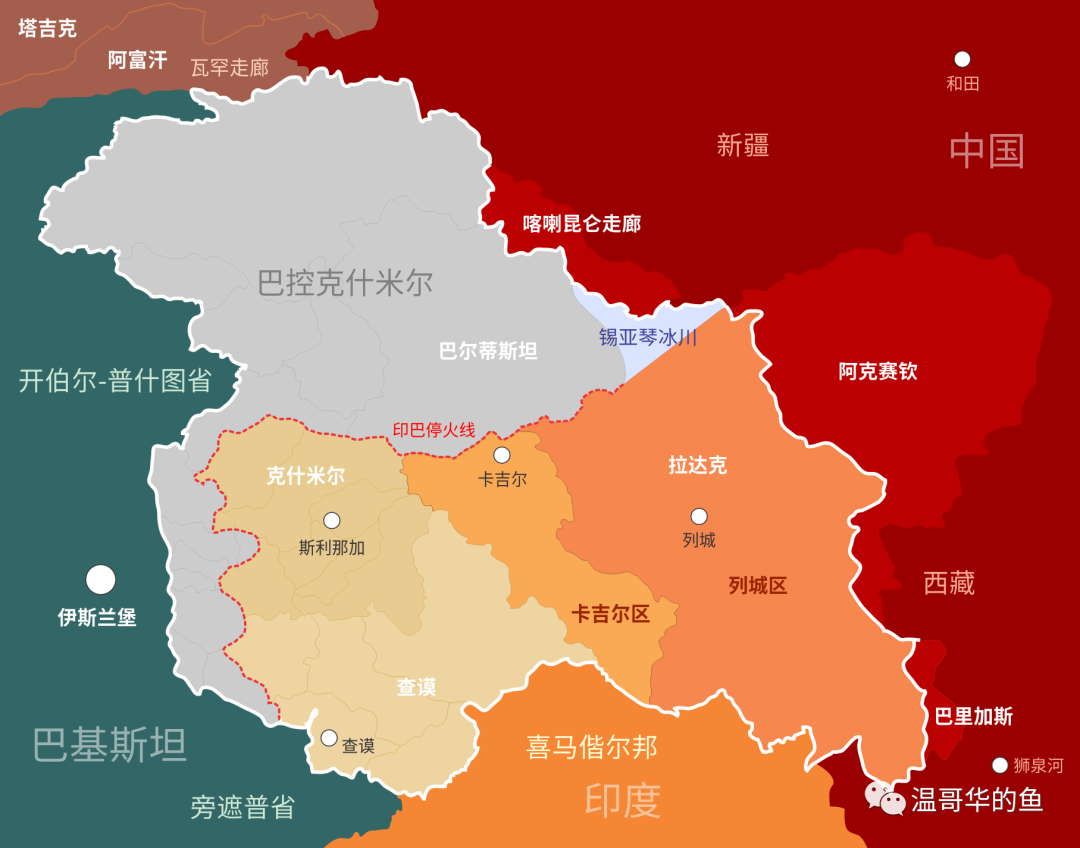 塔吉克
阿富汗
瓦罕走廊
和田
新疆
中国
喀喇昆仑走廊
巴控克什米尔
锡亚琴冰川
巴尔蒂斯坦
阿克赛钦
开伯尔-普什图省
印巴停火线
克什米尔
卡吉尔
拉达克
斯利那加
列城
列城区
西藏
伊斯兰堡
卡吉尔区
查谟
巴里加斯
巴基斯坦
查谟
喜马偕尔邦
狮泉河
旁遮普省
印度
温哥华的鱼